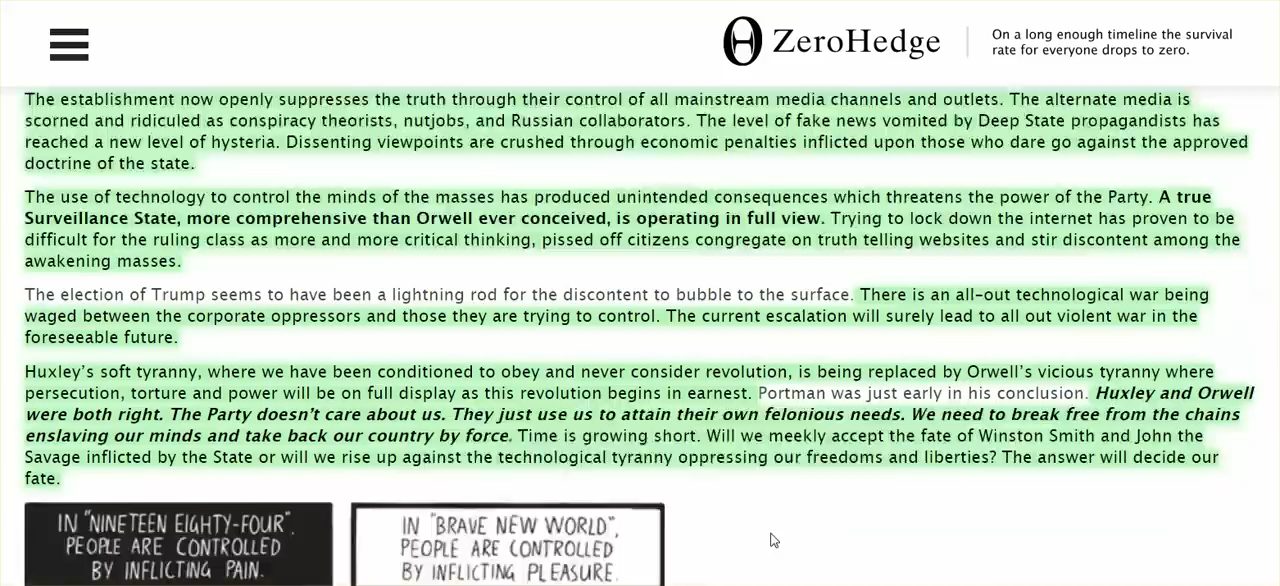 ZeroHedge
On a long enough timeline the survival
rate for everyone drops to zero.
The establishment now openly suppresses the truth through their control of all mainstream media channels and outlets. The alternate media is
scorned and ridiculed as conspiracy theorists, nutjobs, and Russian collaborators. The level of fake news vomited by Deep State propagandists has
reached a new level of hysteria. Dissenting viewpoints are crushed through economic penalties inflicted upon those who dare go against the approved
doctrine of the state.
The use of technology to control the minds of the masses has produced unintended consequences which threatens the power of the Party. A true
Surveillance State, more comprehensive than Orwell ever conceived, is operating in full view. Trying to lock down the internet has proven to be
difficult for the ruling class as more and more critical thinking, pissed off citizens congregate on truth telling websites and stir discontent among the
awakening masses.
The election of Trump seems to have been a lightning rod for the discontent to bubble to the surface. There is an all-out technological war being
waged between the corporate oppressors and those they are trying to control. The current escalation will surely lead to all out violent war in the
foreseeable future.
Huxley's soft tyranny, where we have been conditioned to obey and never consider revolution, is being replaced by Orwell's vicious tyranny where
persecution, torture and power will be on full display as this revolution begins in earnest. Portman was just early in his conclusion. Huxley and Orwell
were both right. The Party doesn't care about us. They just use us to attain their own felonious needs. We need to break free from the chains
enslaving our minds and take back our country by force. Time is growing short. Will we meekly accept the fate of Winston Smith and John the
Savage inflicted by the State or will we rise up against the technological tyranny oppressing our freedoms and liberties? The answer will decide our
fate.
IN "NINETEEN EIGHTY-FOUR",
PEOPLE ARE CONTROLLED
BY INFLICTING PAIN.
IN "BRAVE NEW WORLD",
PEOPLE ARE CONTROLLED
BY INFLICTING PLEASURE.